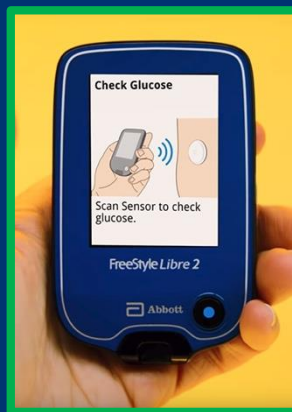 Check Glucose
Scan Sensor to check
glucose.
FreeStyle Libre 2
Abbott